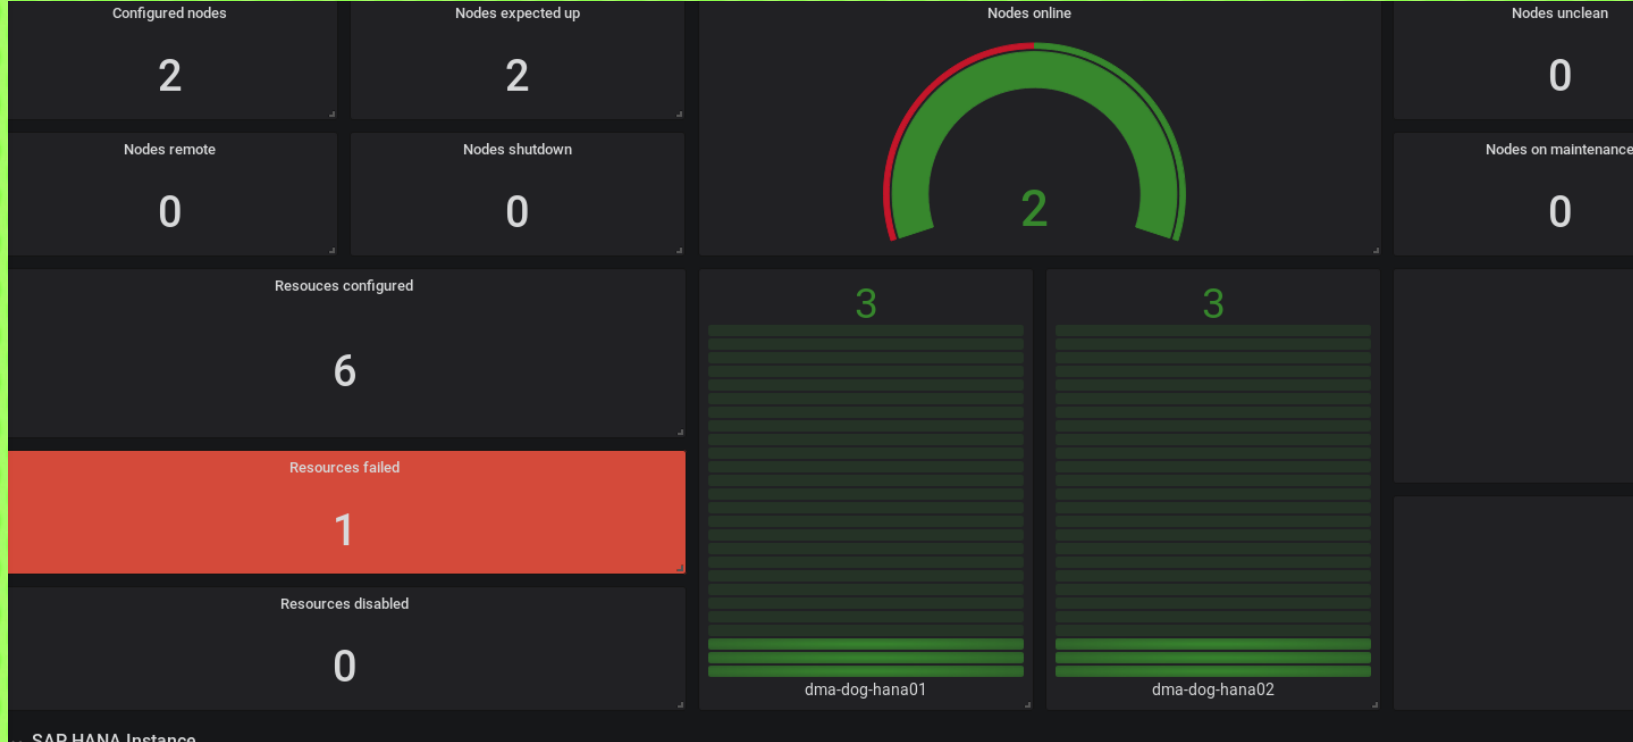 Configured nodes
2
Nodes expected up
2
Nodes online
2
Nodes unclean
0
Nodes remote
0
Nodes shutdown
0
Nodes on maintenance
0
Resouces configured
6
Resources failed
1
Resources disabled
0
3
dma-dog-hana01
3
dma-dog-hana02
SAP HANA Instance